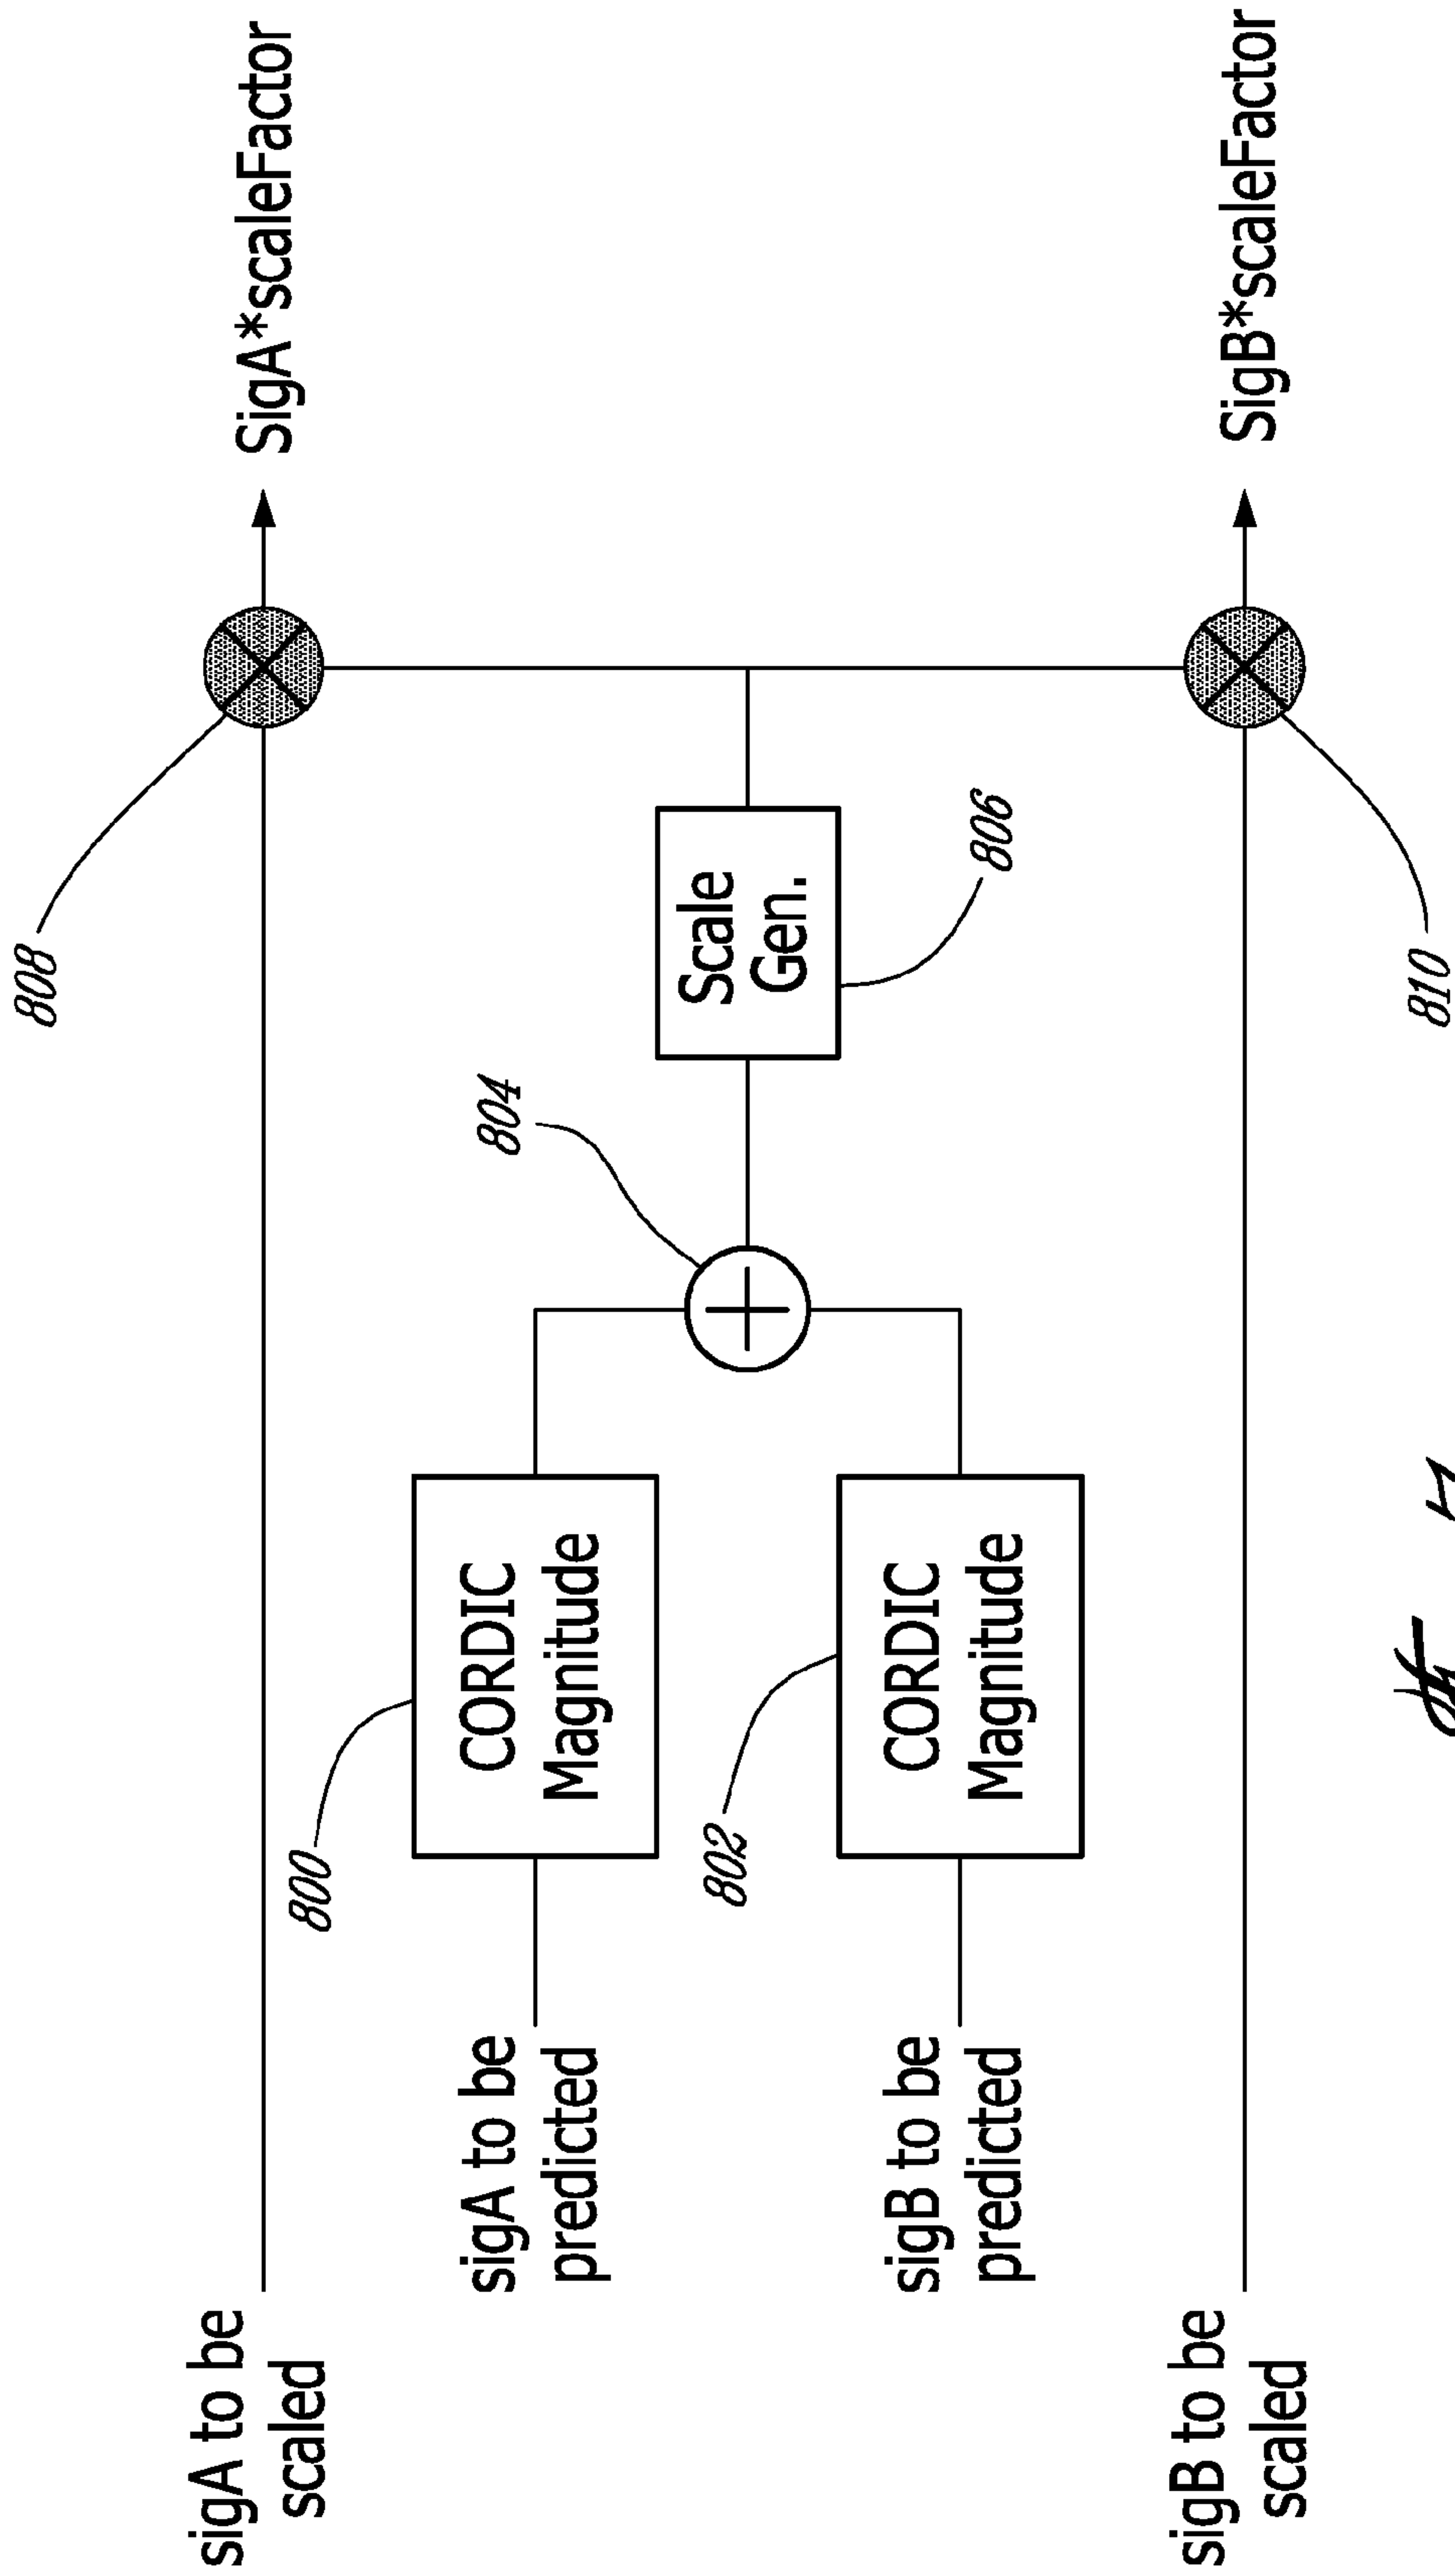 808
SigA*scaleFactor
sigA to be
scaled
800
CORDIC
Magnitude
sigA to be
predicted
804
Scale
Gen.
806
802
CORDIC
Magnitude
sigB to be
predicted
SigB*scaleFactor
sigB to be
scaled
810